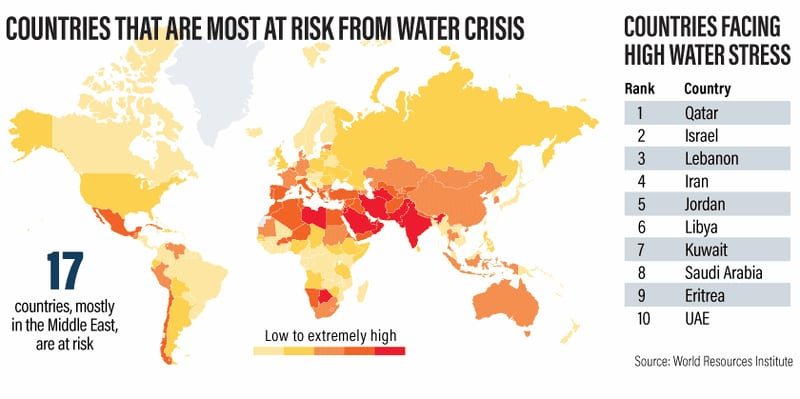 COUNTRIES THAT ARE MOST AT RISK FROM WATER CRISIS
17
countries, mostly
in the Middle East,
are at risk
Low to extremely high
COUNTRIES FACING
HIGH WATER STRESS
Rank Country
1 Qatar
2 Israel
3 Lebanon
4 Iran
5 Jordan
6 Libya
7 Kuwait
8 Saudi Arabia
9 Eritrea
10 UAE
Source: World Resources Institute